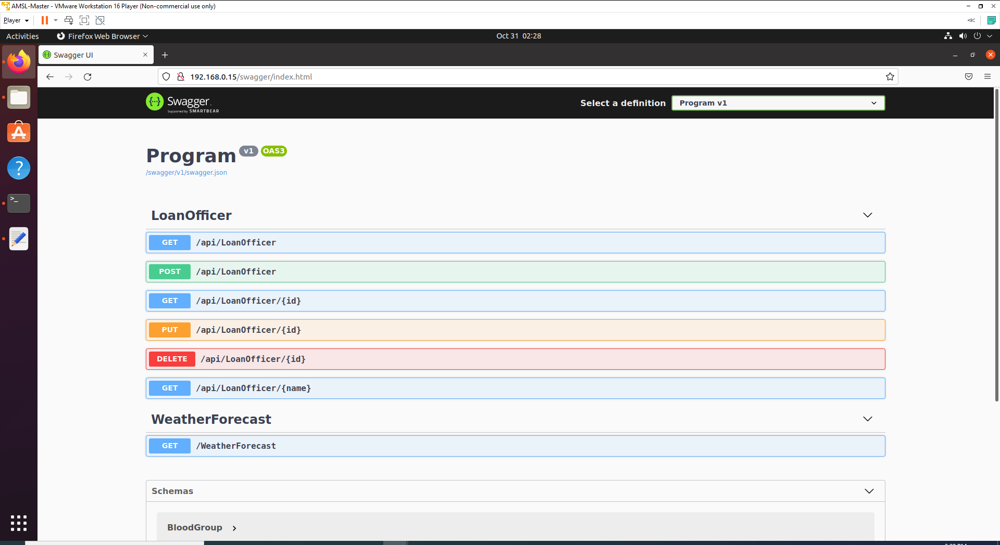 AMSL-Master - VMware Workstation 16 Player (Non-commercial use only)
Player
Activities
Firefox Web Browser
Oct 31 02:28
Swagger UI
192.168.0.15/swagger/index.html
Swagger
Supported by SMARTBEAR
Select a definition
Program v1
Program v1 OAS3
/swagger/v1/swagger.json
LoanOfficer
GET /api/LoanOfficer
POST /api/LoanOfficer
GET /api/LoanOfficer/{id}
PUT /api/LoanOfficer/{id}
DELETE /api/LoanOfficer/{id}
GET /api/LoanOfficer/{name}
WeatherForecast
GET /WeatherForecast
Schemas
BloodGroup